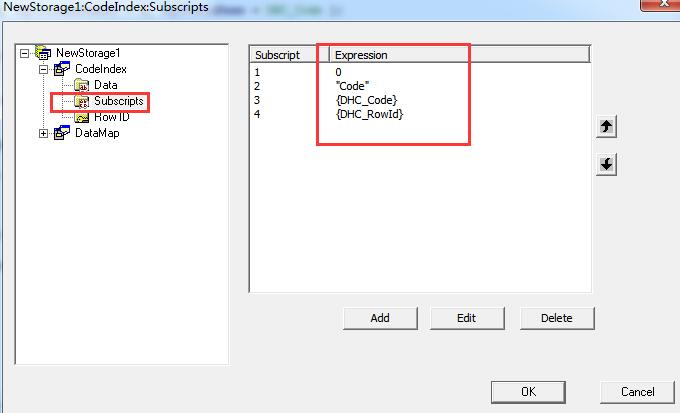 NewStorage1:CodeIndex:Subscripts
NewStorage1
CodeIndex
Data
Subscripts
Row ID
DataMap
Subscript Expression
1 0
2 "Code"
3 {DHC_Code}
4 {DHC_RowId}
Add Edit Delete
OK Cancel